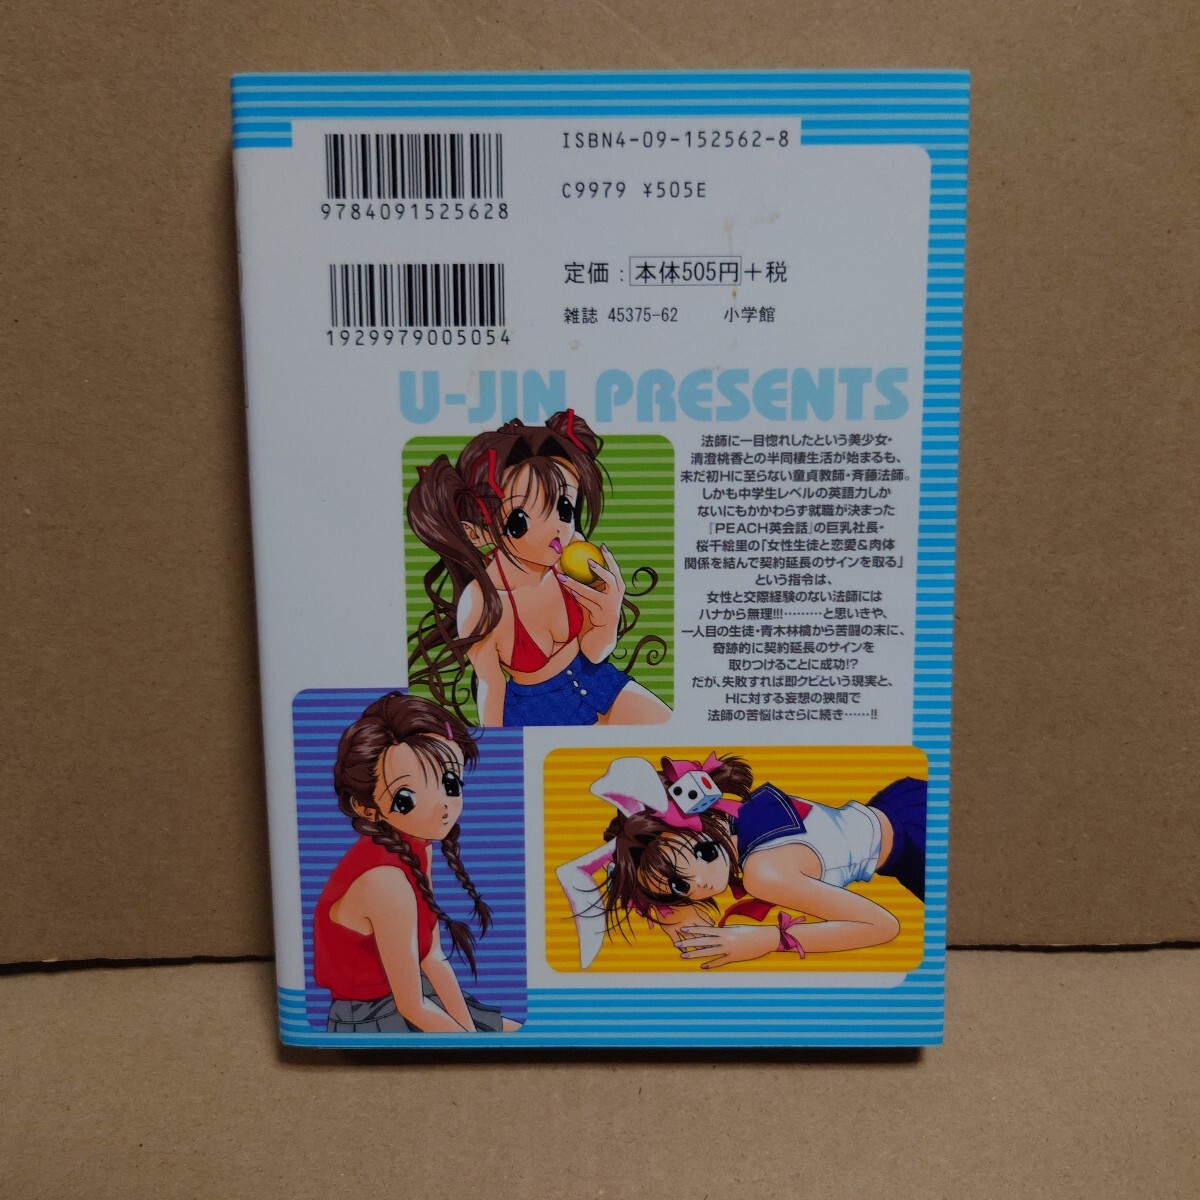 ISBN4-09-152562-8
9784091525628
C9979 ¥505E
定価：本体505円＋税
1929979005054
雑誌 45375-62 小学館
U-JIN PRESENTS
法師に一目惚れしたという美少女・
清澄桃香との半同棲生活が始まるも、
未だ初Hに至らない童貞教師・斉藤法師。
しかも中学生レベルの英語力しか
ないにもかかわらず就職が決まった
『PEACH英会話』の巨乳社長・
桜千絵里の「女性生徒と恋愛＆肉体
関係を結んで契約延長のサインを取る」
という指令は、
女性と交際経験のない法師には
ハナから無理!!!………と思いきや、
一人目の生徒・青木林檎から苦闘の末に、
奇跡的に契約延長のサインを
取りつけることに成功!?
だが、失敗すれば即クビという現実と、
Hに対する妄想の狭間で
法師の苦悩はさらに続き……!!